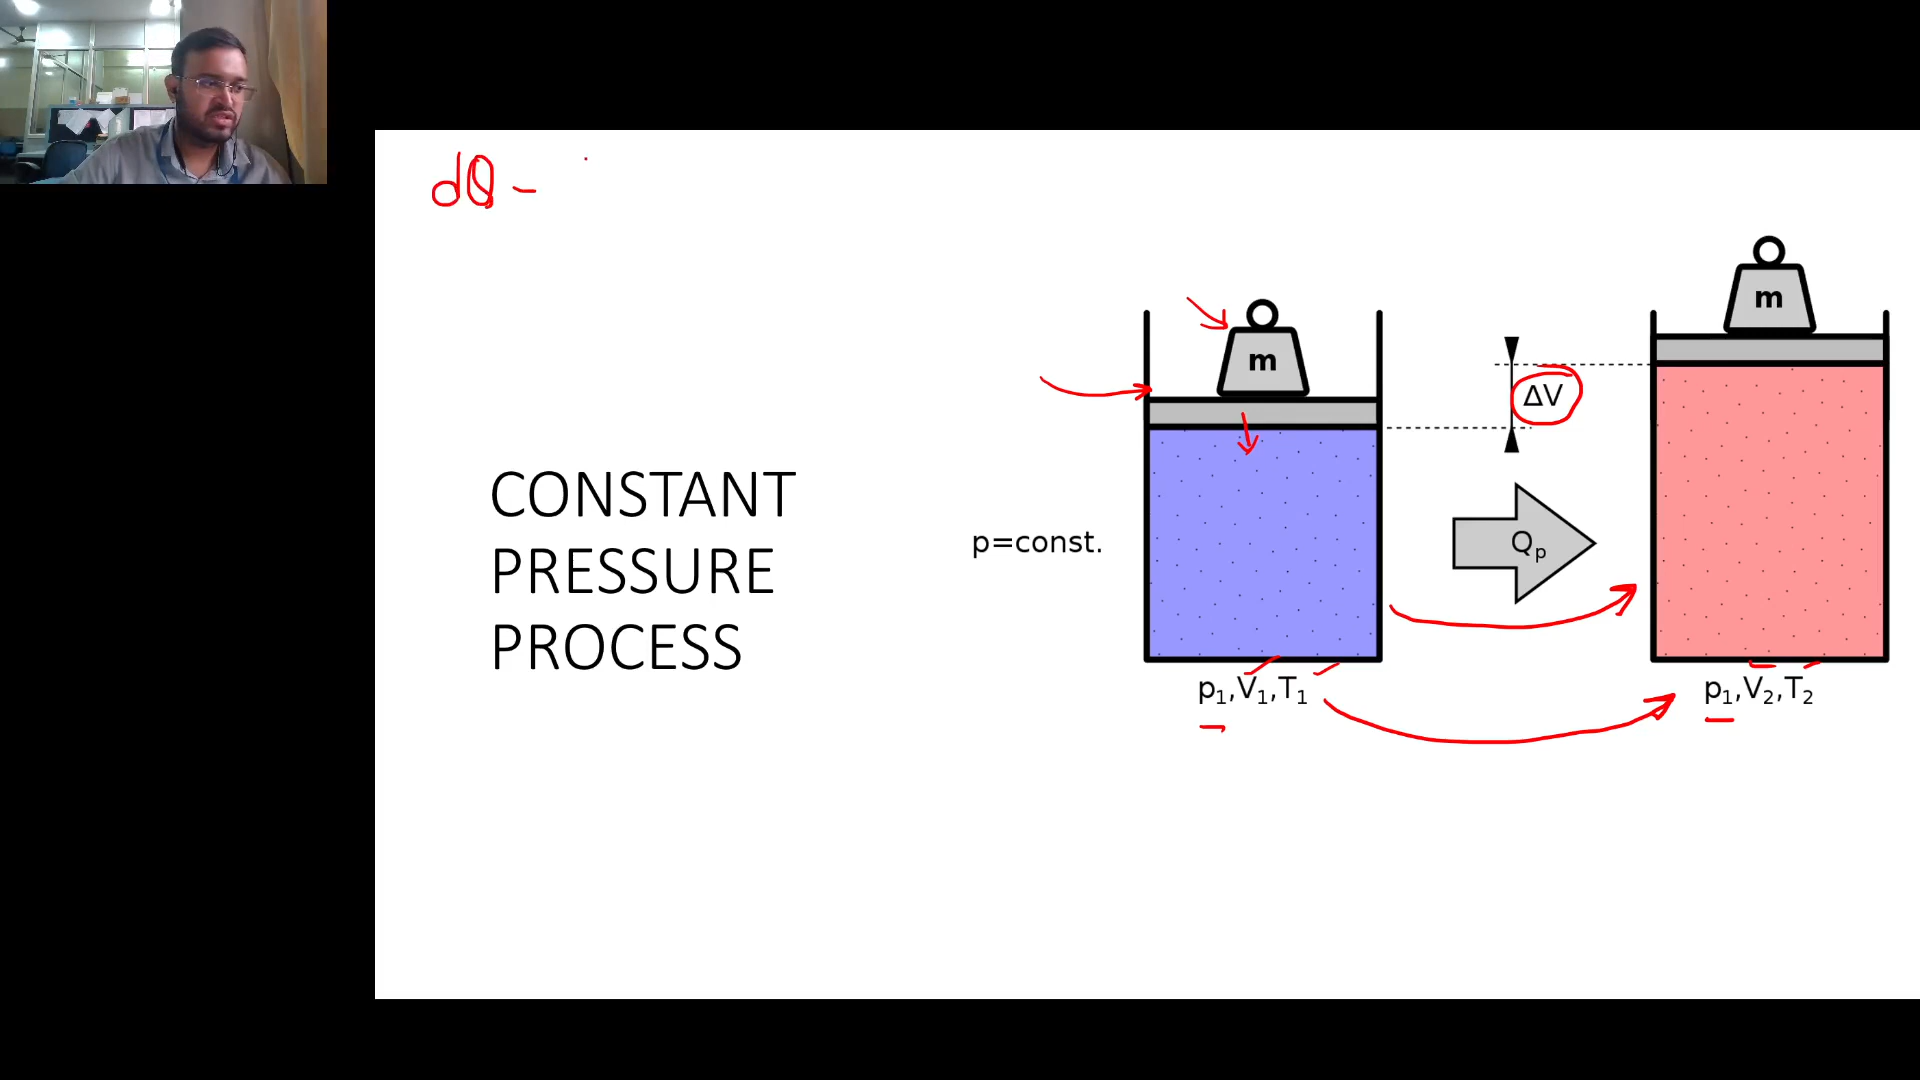 dQ -
m
m
ΔV
CONSTANT
PRESSURE
PROCESS
p=const.
Qₚ
p₁,V₁,T₁
p₁,V₂,T₂